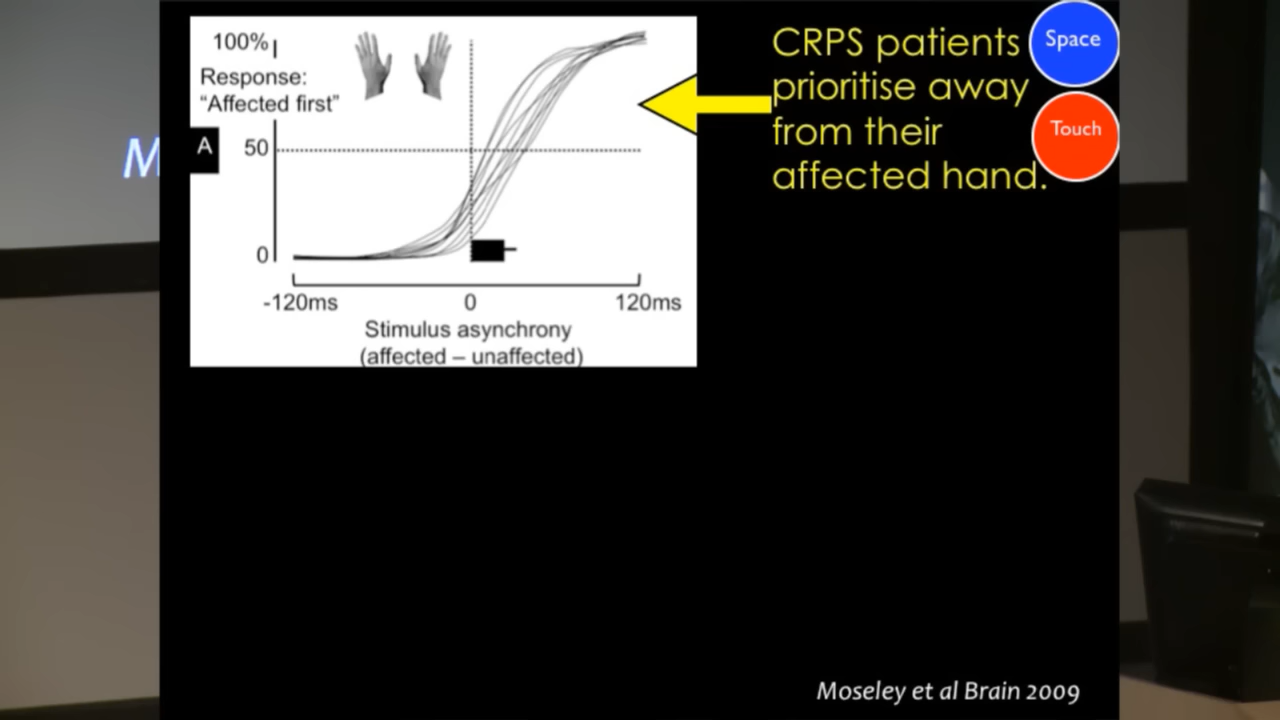 100%
Response:
"Affected first"
A
50
0
-120ms
0
120ms
Stimulus asynchrony
(affected – unaffected)
CRPS patients
prioritise away
from their
affected hand.
Space
Touch
M
Moseley et al Brain 2009